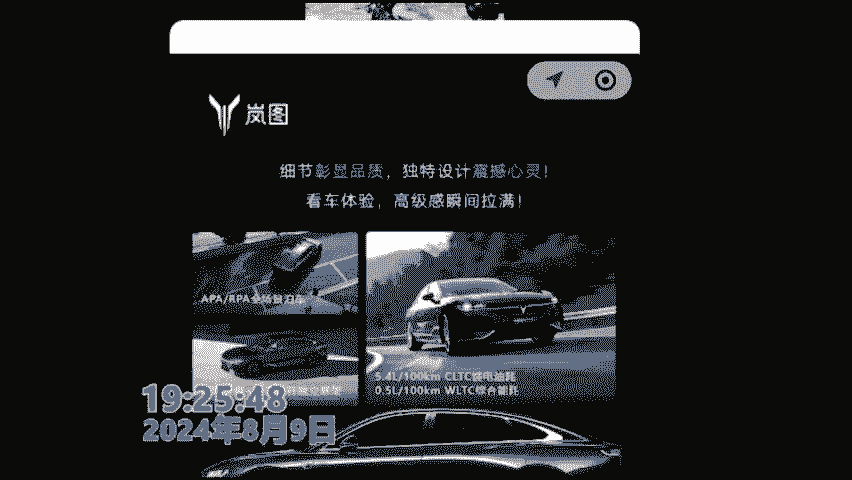 岚图
细节彰显品质，独特设计震撼心灵！
看车体验，高级感瞬间拉满！
APA/RPA全场景泊车
5.4L/100km CLTC馈电油耗
0.5L/100km WLTC综合能耗
19:25:48
2024年8月9日